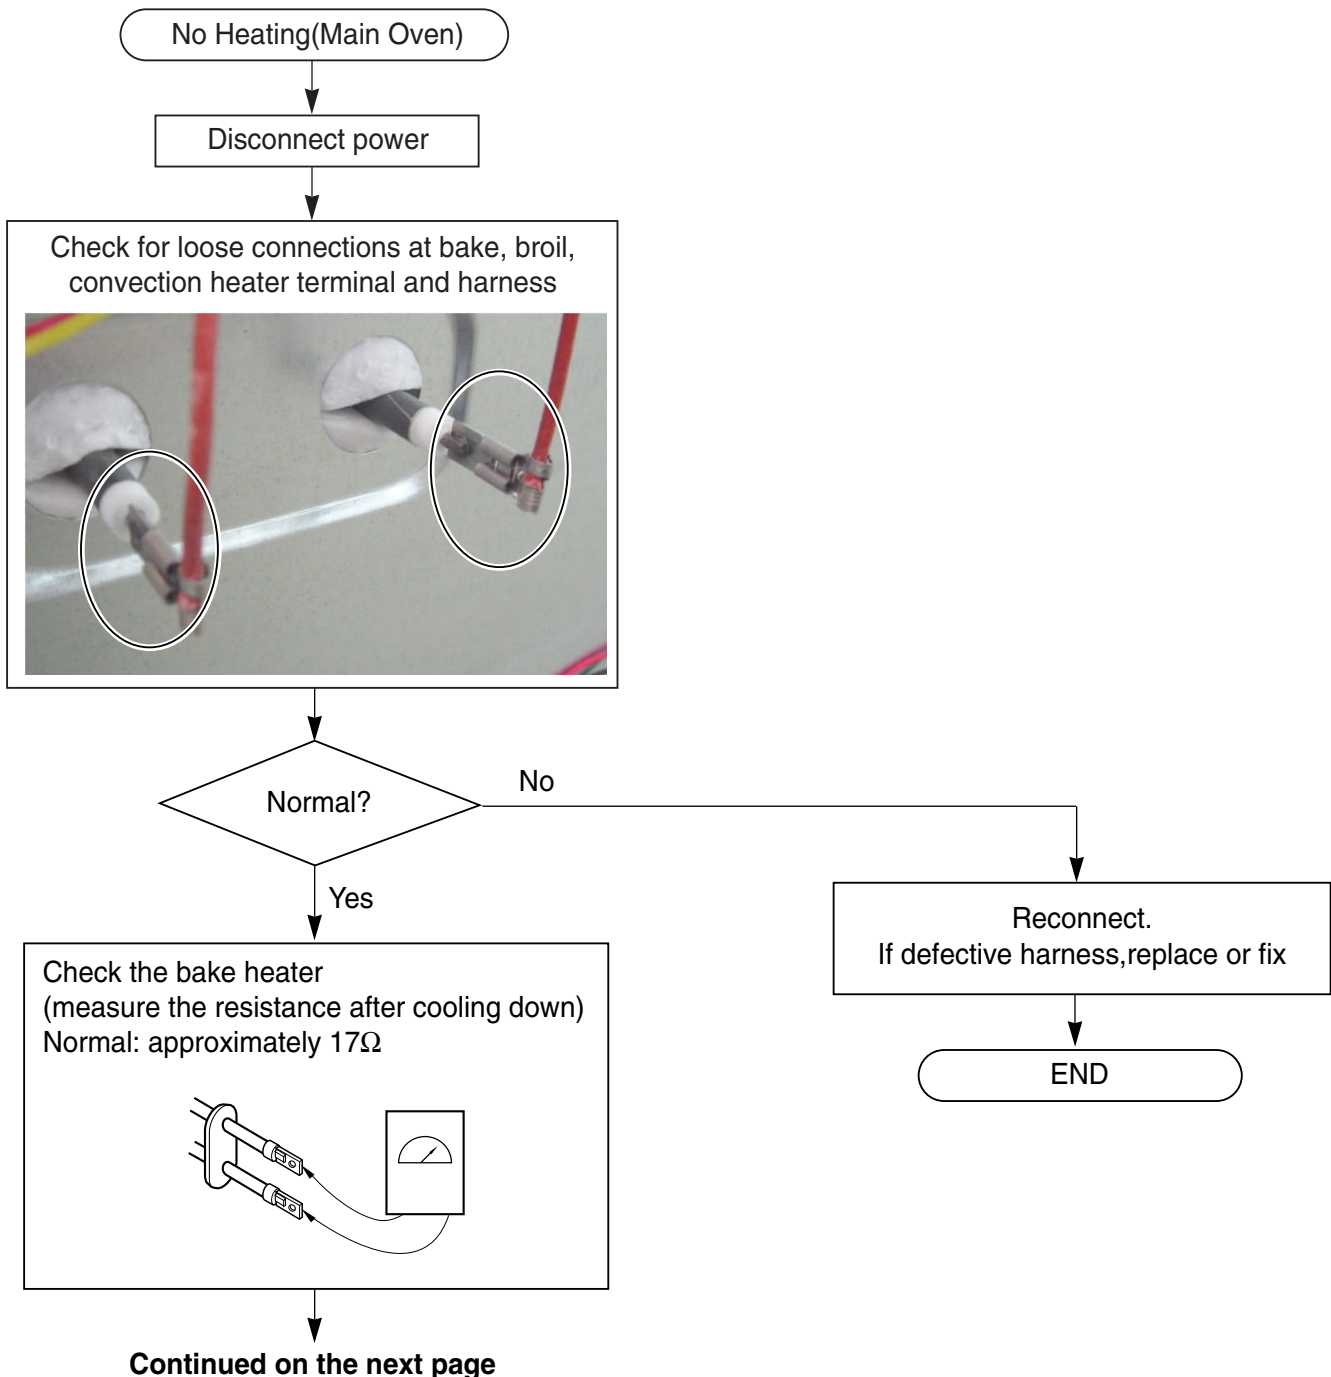 No Heating(Main Oven)
Disconnect power
Check for loose connections at bake, broil,
convection heater terminal and harness
Normal?
No
Yes
Reconnect.
If defective harness,replace or fix
END
Check the bake heater
(measure the resistance after cooling down)
Normal: approximately 17Ω
Continued on the next page